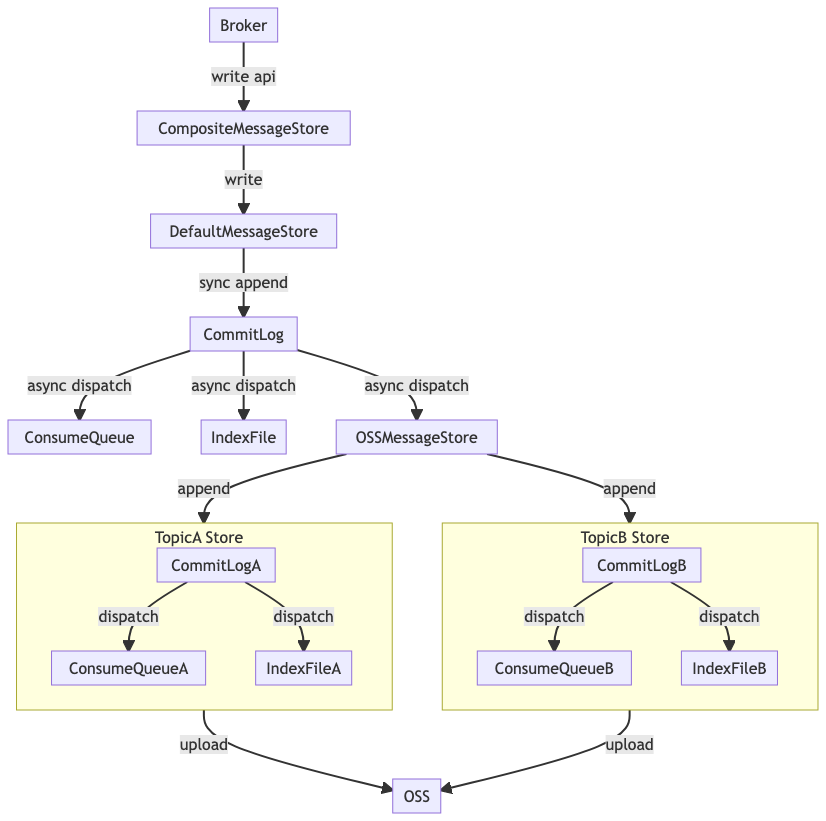 Broker
write api
CompositeMessageStore
write
DefaultMessageStore
sync append
CommitLog
async dispatch
async dispatch
async dispatch
ConsumeQueue
IndexFile
OSSMessageStore
append
append
TopicA Store
TopicB Store
CommitLogA
CommitLogB
dispatch
dispatch
dispatch
dispatch
ConsumeQueueA
IndexFileA
ConsumeQueueB
IndexFileB
upload
upload
OSS